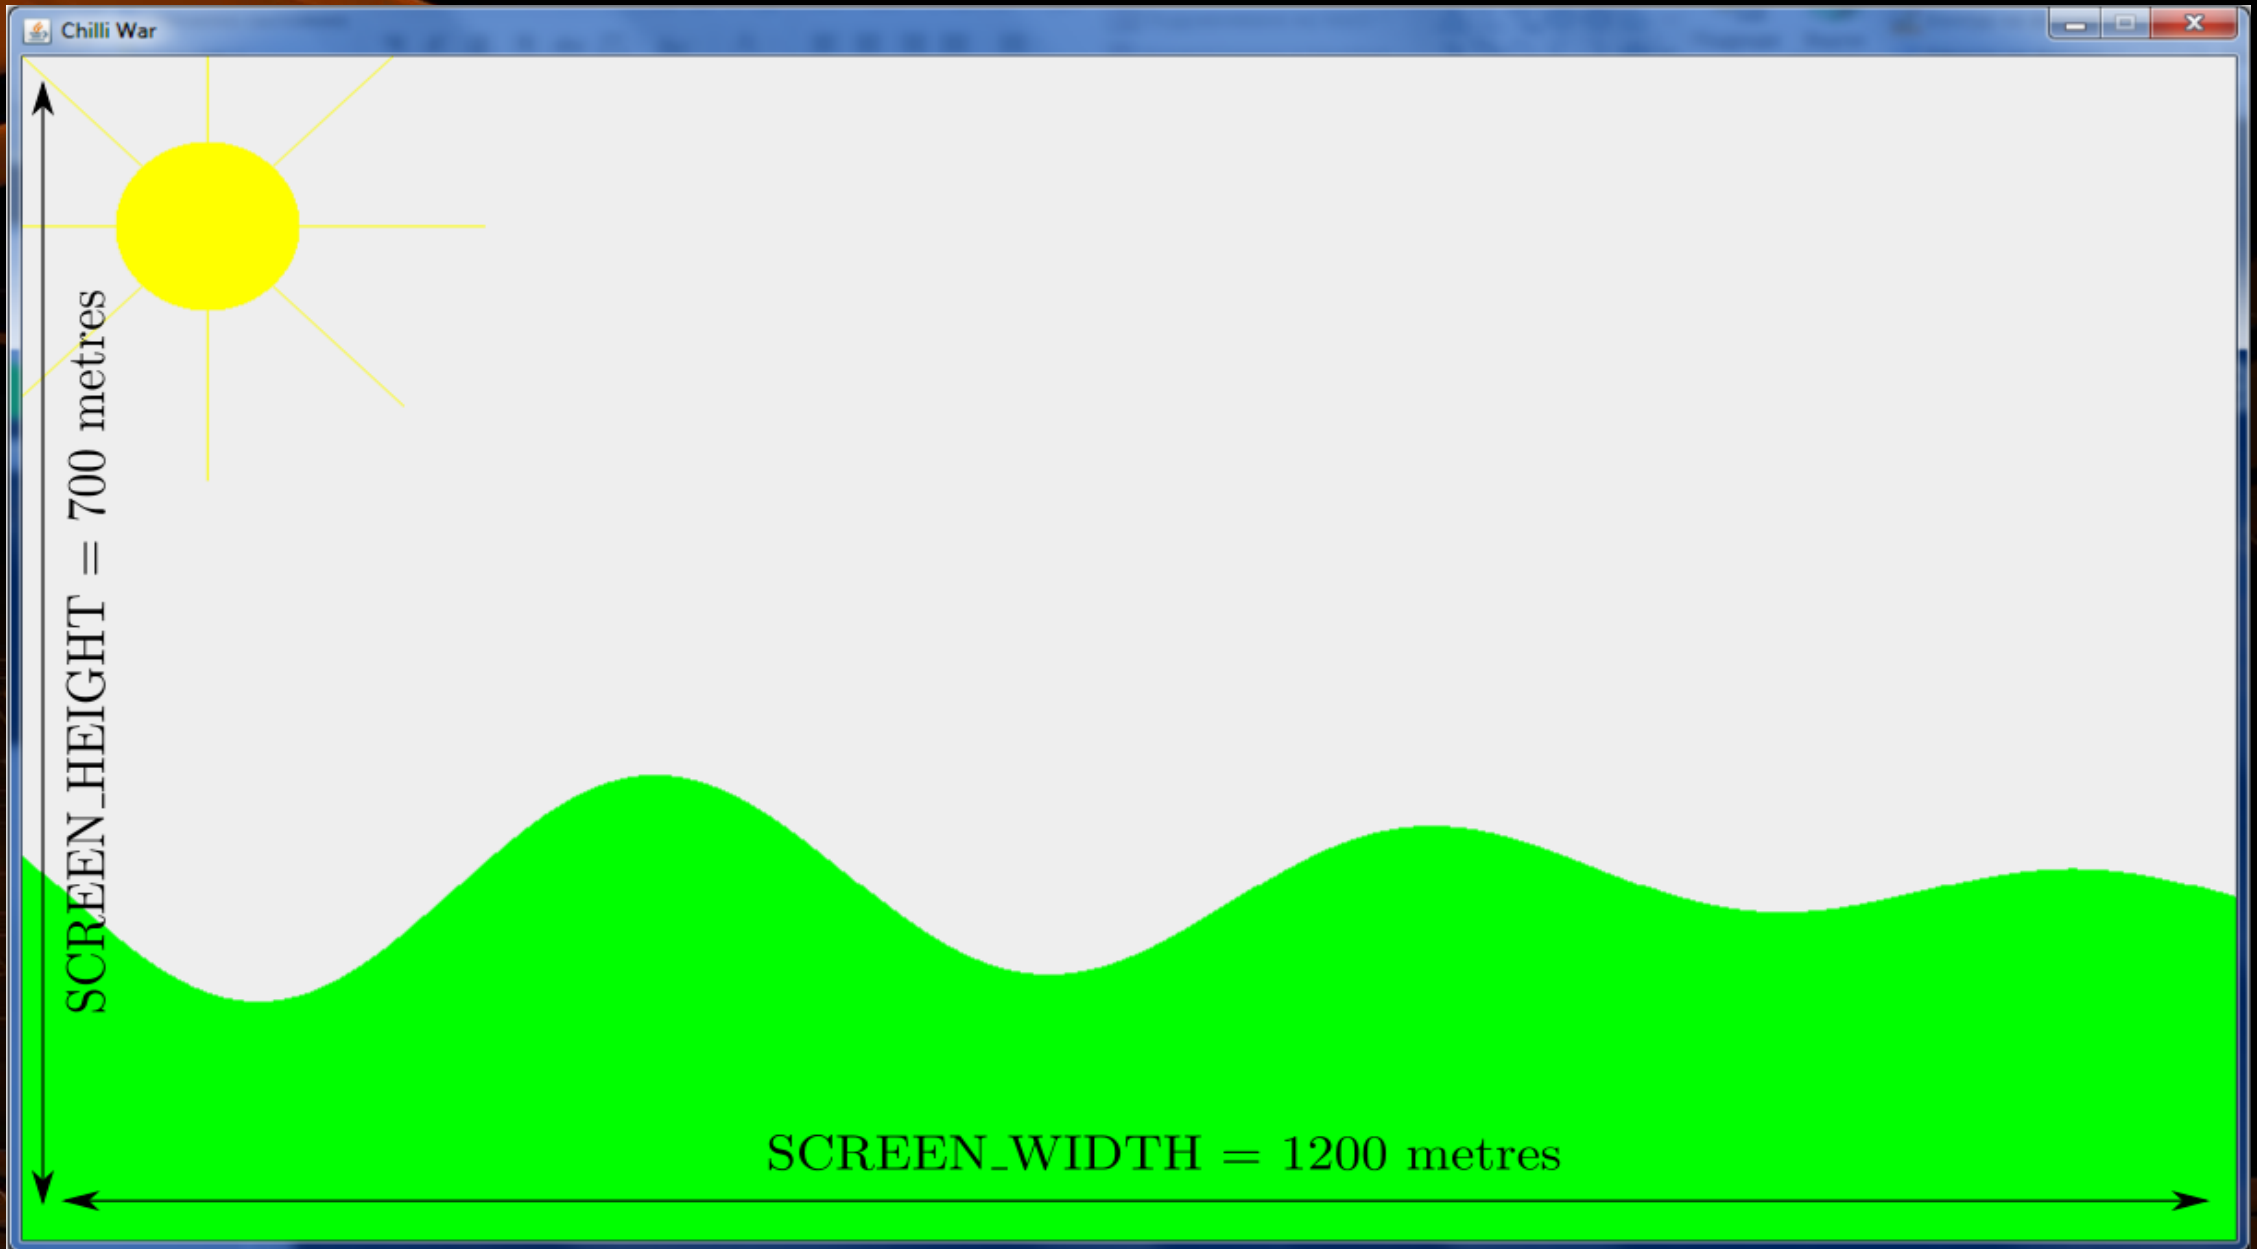 Chilli War
SCREEN_HEIGHT = 700 metres
SCREEN_WIDTH = 1200 metres